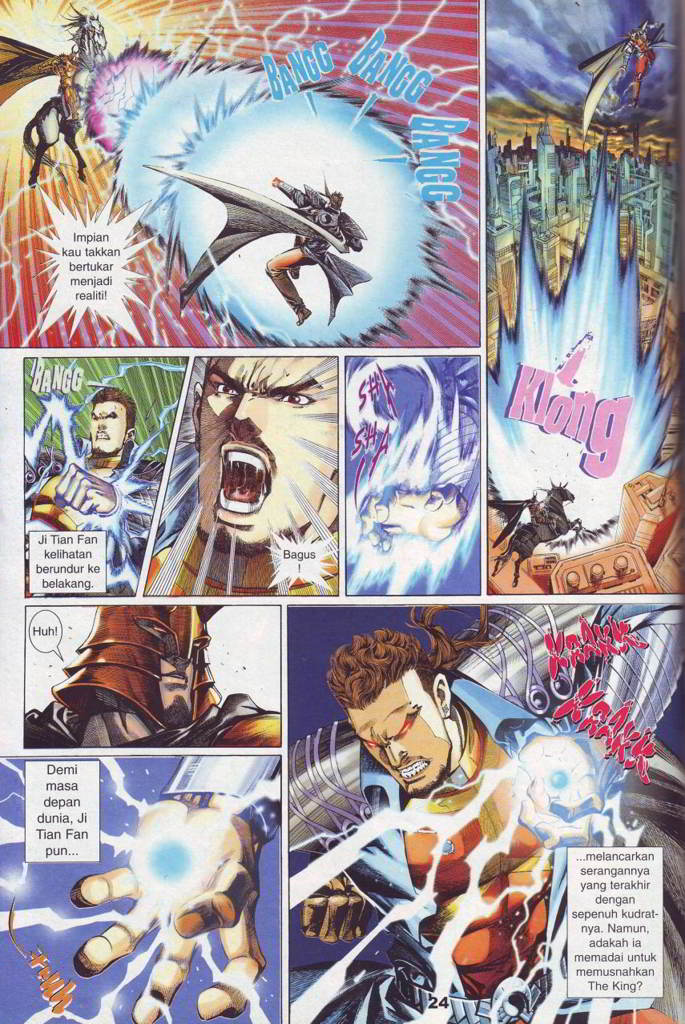 BANGG
BANGG
BANGG
Impian
kau takkan
bertukar
menjadi
realiti!
Klong
BANGG
Ji Tian Fan
kelihatan
berundur ke
belakang.
Bagus
!
SHA
SHA
Huh!
Demi
masa
depan
dunia, Ji
Tian Fan
pun...
...melancarkan
serangannya
yang terakhir
dengan
sepenuh kudrat-
nya. Namun,
adakah ia
memadai untuk
memusnahkan
The King?
24